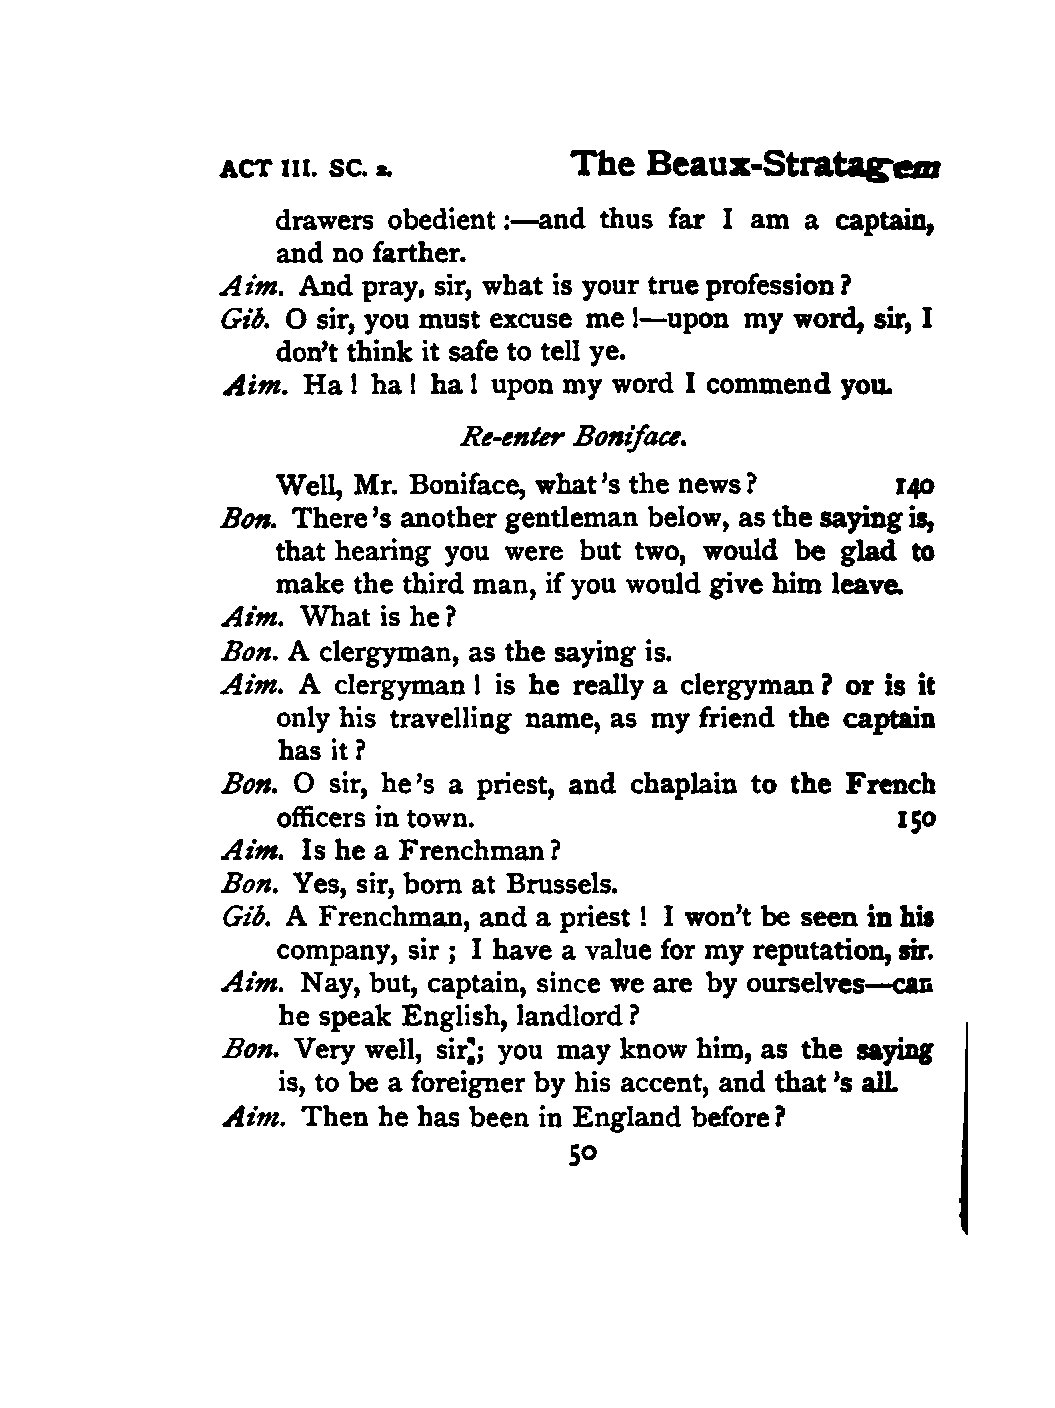 ACT III. SC. 2. The Beaux-Stratagem
drawers obedient :—and thus far I am a captain,
and no farther.
Aim. And pray, sir, what is your true profession ?
Gib. O sir, you must excuse me !—upon my word, sir, I
don't think it safe to tell ye.
Aim. Ha ! ha ! ha ! upon my word I commend you.
Re-enter Boniface.
Well, Mr. Boniface, what 's the news ? 140
Bon. There 's another gentleman below, as the saying is,
that hearing you were but two, would be glad to
make the third man, if you would give him leave.
Aim. What is he ?
Bon. A clergyman, as the saying is.
Aim. A clergyman ! is he really a clergyman ? or is it
only his travelling name, as my friend the captain
has it ?
Bon. O sir, he 's a priest, and chaplain to the French
officers in town. 150
Aim. Is he a Frenchman ?
Bon. Yes, sir, born at Brussels.
Gib. A Frenchman, and a priest ! I won't be seen in his
company, sir ; I have a value for my reputation, sir.
Aim. Nay, but, captain, since we are by ourselves—can
he speak English, landlord ?
Bon. Very well, sir ; you may know him, as the saying
is, to be a foreigner by his accent, and that 's all.
Aim. Then he has been in England before ?
50